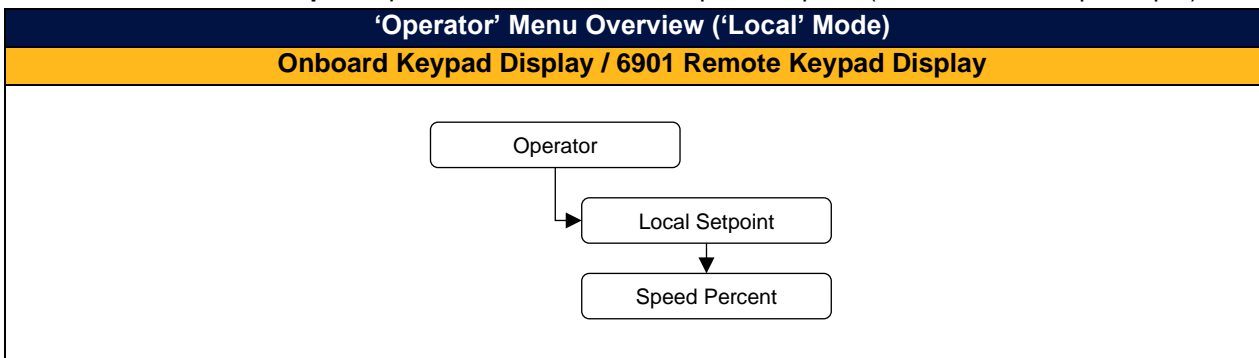 ‘Operator’ Menu Overview (‘Local’ Mode)
Onboard Keypad Display / 6901 Remote Keypad Display
Operator
Local Setpoint
Speed Percent